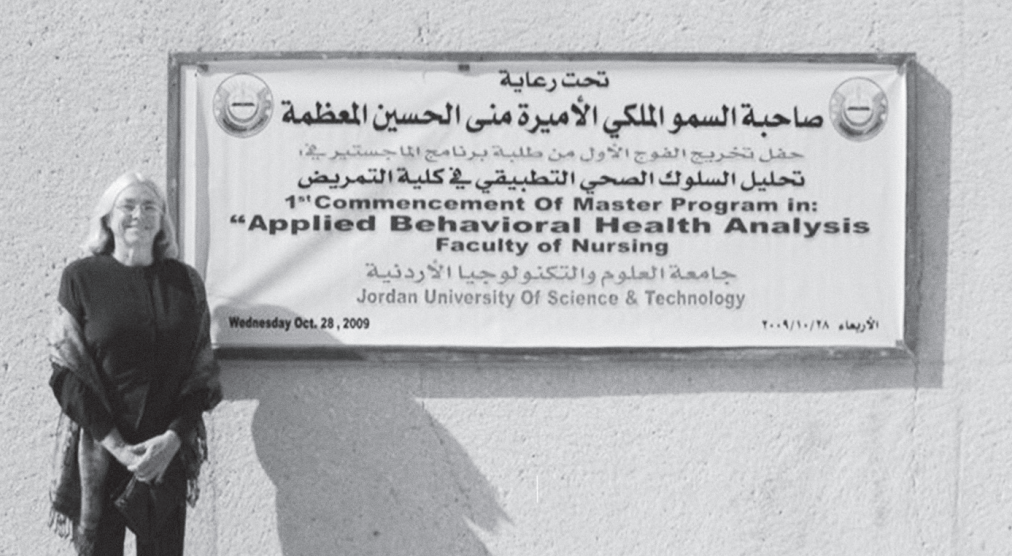 تحت رعاية
صاحبة السمو الملكي الأميرة منى الحسين المعظمة
حفل تخريج الفوج الأول من طلبة برنامج الماجستير في:
تحليل السلوك الصحي التطبيقي في كلية التمريض
1st Commencement Of Master Program in:
“Applied Behavioral Health Analysis
Faculty of Nursing
جامعة العلوم والتكنولوجيا الأردنية
Jordan University Of Science & Technology
Wednesday Oct. 28 , 2009
الأربعاء ٢٠٠٩/١٠/٢٨